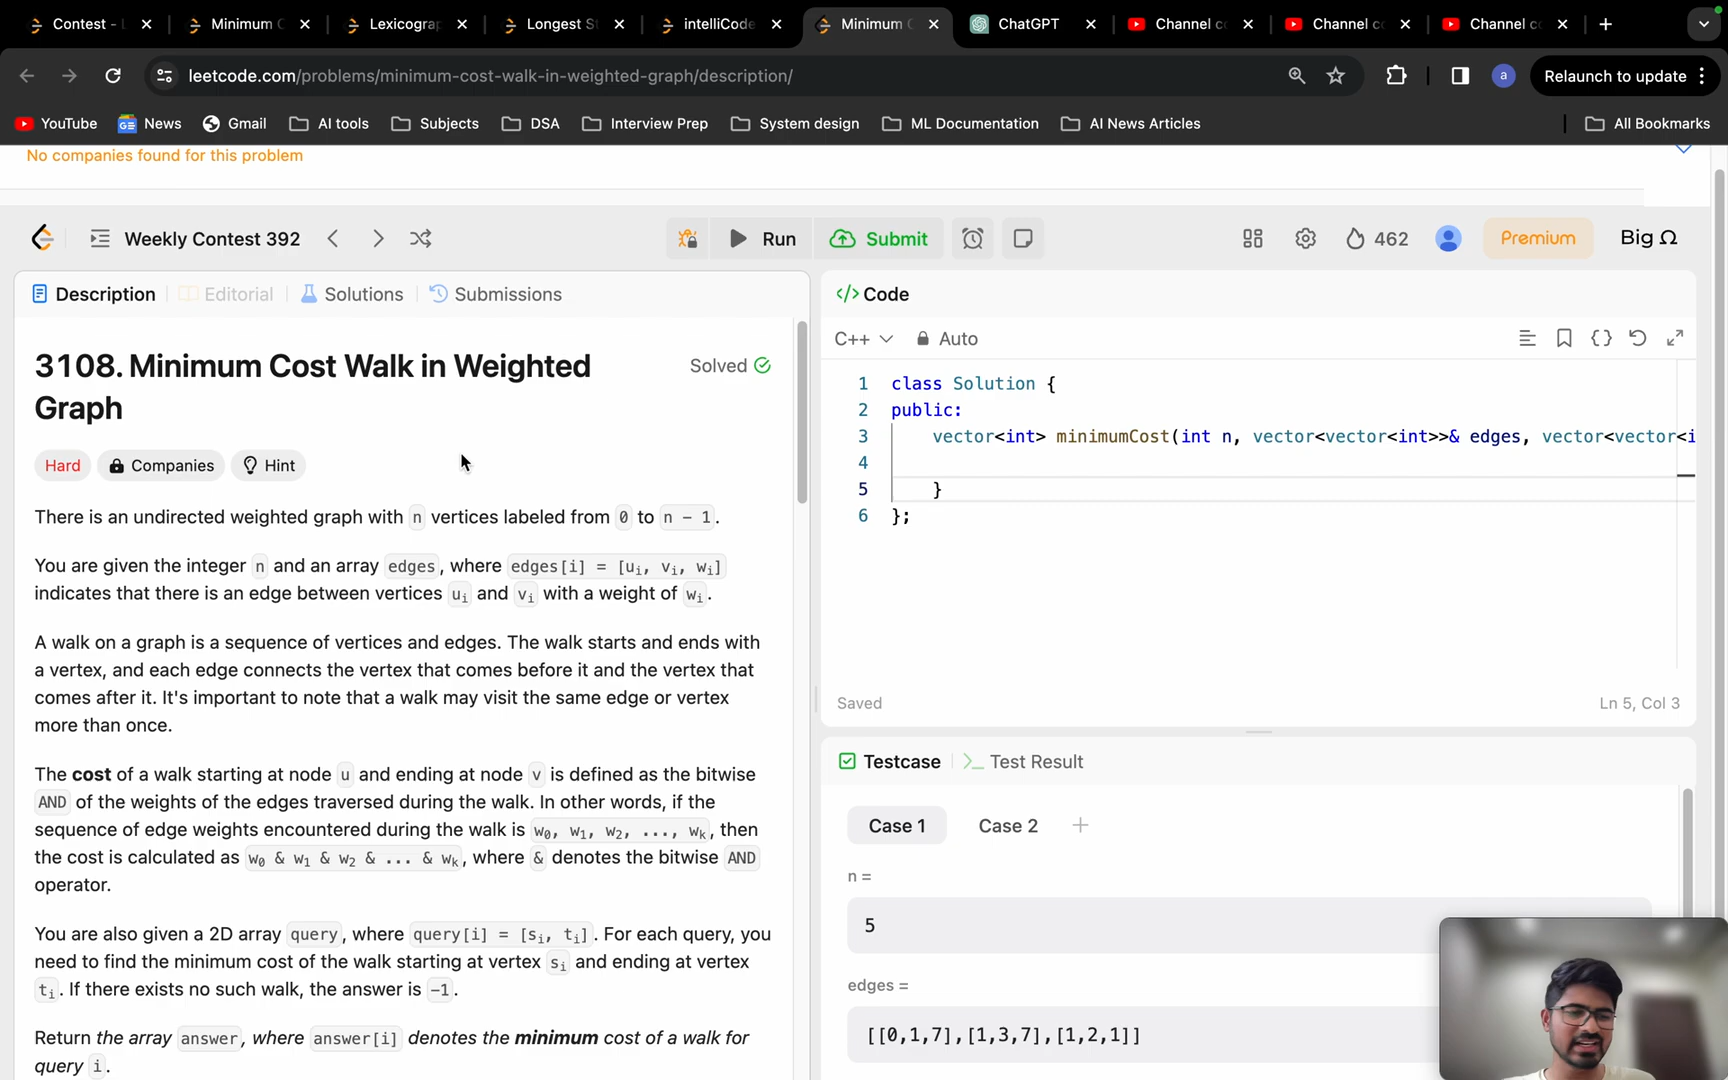 Contest -
Minimum C
Lexicograp
Longest S
intelliCode
Minimum C
ChatGPT
Channel co
Channel co
Channel co
leetcode.com/problems/minimum-cost-walk-in-weighted-graph/description/
a
Relaunch to update
YouTube
News
Gmail
AI tools
Subjects
DSA
Interview Prep
System design
ML Documentation
AI News Articles
All Bookmarks
No companies found for this problem
Weekly Contest 392
Run
Submit
462
Premium
Big Ω
Description
Editorial
Solutions
Submissions
3108. Minimum Cost Walk in Weighted
Graph
Solved
Hard
Companies
Hint
There is an undirected weighted graph with n vertices labeled from 0 to n - 1.
You are given the integer n and an array edges, where edges[i] = [ui, vi, wi]
indicates that there is an edge between vertices ui and vi with a weight of wi.
A walk on a graph is a sequence of vertices and edges. The walk starts and ends with
a vertex, and each edge connects the vertex that comes before it and the vertex that
comes after it. It's important to note that a walk may visit the same edge or vertex
more than once.
The cost of a walk starting at node u and ending at node v is defined as the bitwise
AND of the weights of the edges traversed during the walk. In other words, if the
sequence of edge weights encountered during the walk is w0, w1, w2, ..., wk, then
the cost is calculated as w0 & w1 & w2 & ... & wk, where & denotes the bitwise AND
operator.
You are also given a 2D array query, where query[i] = [si, ti]. For each query, you
need to find the minimum cost of the walk starting at vertex si and ending at vertex
ti. If there exists no such walk, the answer is -1.
Return the array answer, where answer[i] denotes the minimum cost of a walk for
query i.
</> Code
C++
Auto
1 class Solution {
2 public:
3 vector<int> minimumCost(int n, vector<vector<int>>& edges, vector<vector<i
4
5 }
6 };
Saved
Ln 5, Col 3
Testcase
Test Result
Case 1
Case 2
n =
5
edges =
[[0,1,7],[1,3,7],[1,2,1]]